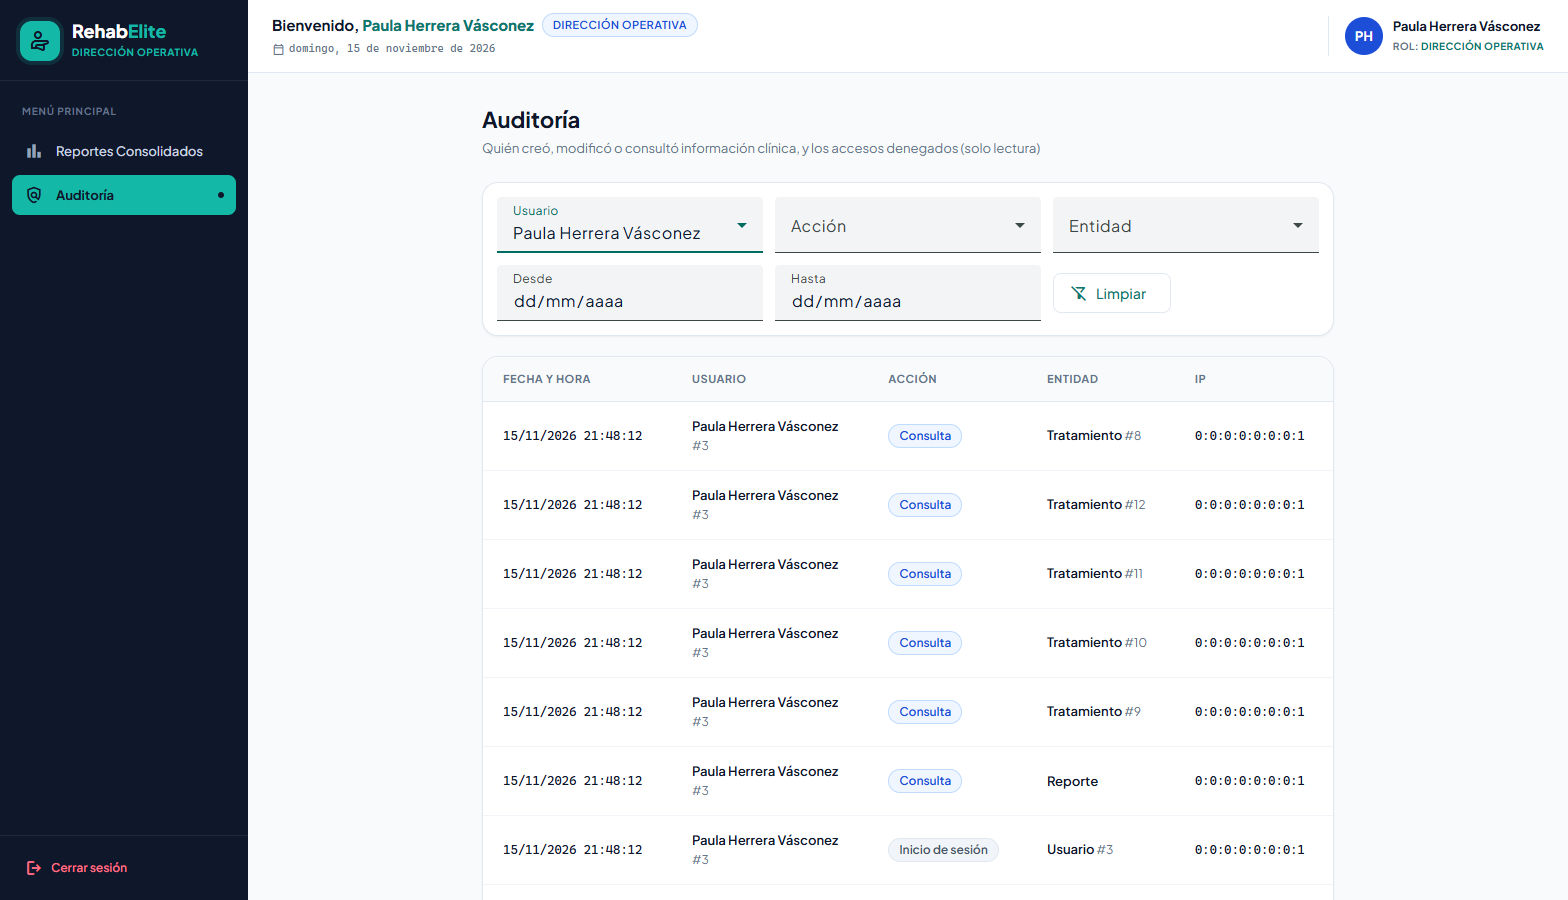 RehabElite
DIRECCIÓN OPERATIVA
MENÚ PRINCIPAL
Reportes Consolidados
Auditoría
Cerrar sesión
Bienvenido, Paula Herrera Vásconez DIRECCIÓN OPERATIVA
domingo, 15 de noviembre de 2026
PH
Paula Herrera Vásconez
ROL: DIRECCIÓN OPERATIVA
Auditoría
Quién creó, modificó o consultó información clínica, y los accesos denegados (solo lectura)
Usuario
Paula Herrera Vásconez
Acción
Entidad
Desde
dd/mm/aaaa
Hasta
dd/mm/aaaa
Limpiar
FECHA Y HORA USUARIO ACCIÓN ENTIDAD IP
15/11/2026 21:48:12 Paula Herrera Vásconez Consulta Tratamiento #8 0:0:0:0:0:0:0:1
#3
15/11/2026 21:48:12 Paula Herrera Vásconez Consulta Tratamiento #12 0:0:0:0:0:0:0:1
#3
15/11/2026 21:48:12 Paula Herrera Vásconez Consulta Tratamiento #11 0:0:0:0:0:0:0:1
#3
15/11/2026 21:48:12 Paula Herrera Vásconez Consulta Tratamiento #10 0:0:0:0:0:0:0:1
#3
15/11/2026 21:48:12 Paula Herrera Vásconez Consulta Tratamiento #9 0:0:0:0:0:0:0:1
#3
15/11/2026 21:48:12 Paula Herrera Vásconez Consulta Reporte 0:0:0:0:0:0:0:1
#3
15/11/2026 21:48:12 Paula Herrera Vásconez Inicio de sesión Usuario #3 0:0:0:0:0:0:0:1
#3